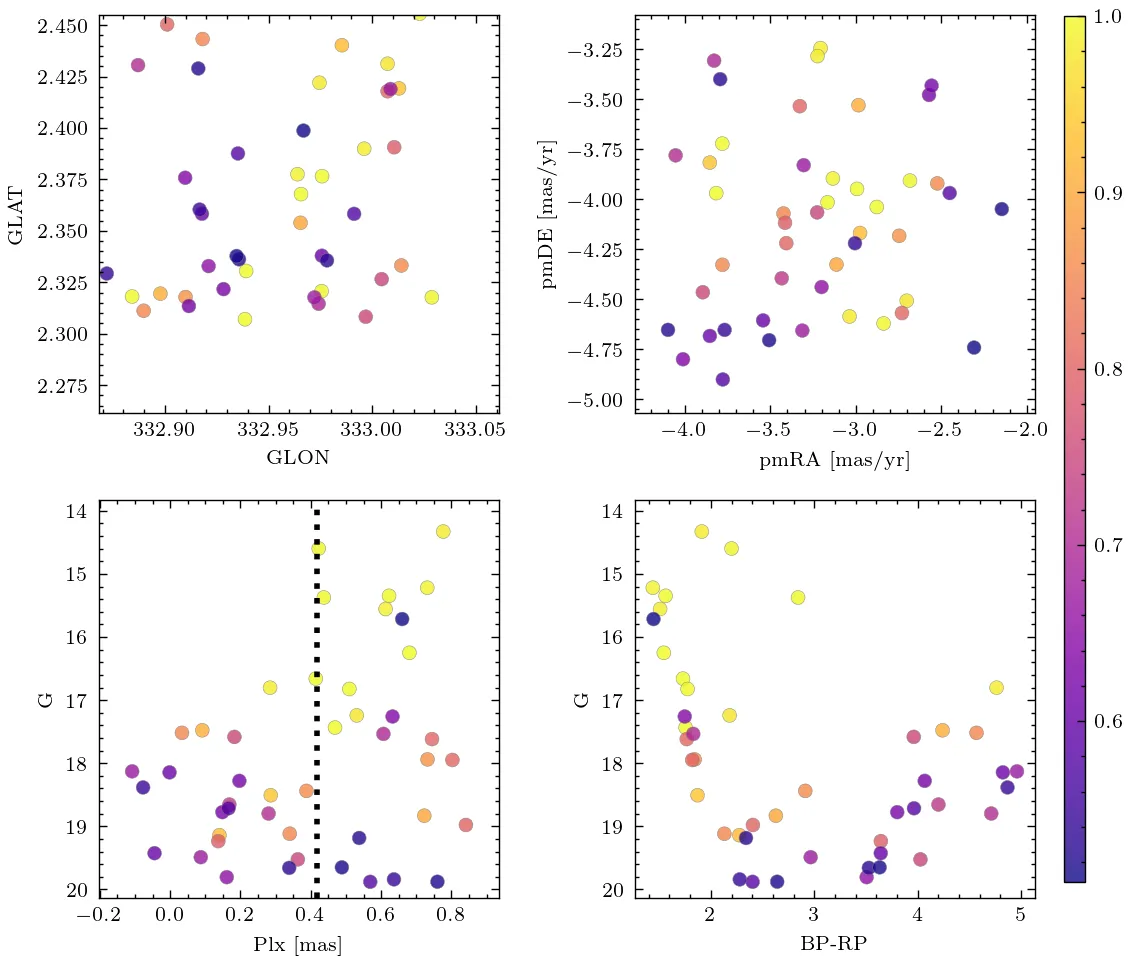 2.450
2.425
2.400
2.375
2.350
2.325
2.300
2.275
GLAT
332.90 332.95 333.00 333.05
GLON
−3.25
−3.50
−3.75
−4.00
−4.25
−4.50
−4.75
−5.00
pmDE [mas/yr]
−4.0 −3.5 −3.0 −2.5 −2.0
pmRA [mas/yr]
14
15
16
17
18
19
20
G
−0.2 0.0 0.2 0.4 0.6 0.8
Plx [mas]
14
15
16
17
18
19
20
G
2 3 4 5
BP-RP
1.0
0.9
0.8
0.7
0.6